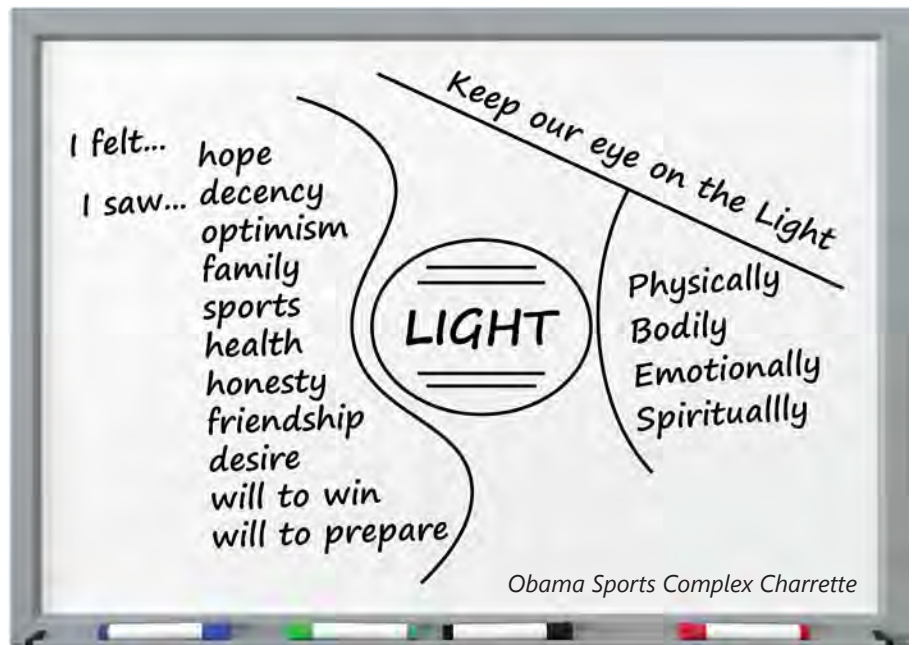 I felt...
I saw...
hope
decency
optimism
family
sports
health
honesty
friendship
desire
will to win
will to prepare
LIGHT
Keep our eye on the Light
Physically
Bodily
Emotionally
Spirituallly
Obama Sports Complex Charrette